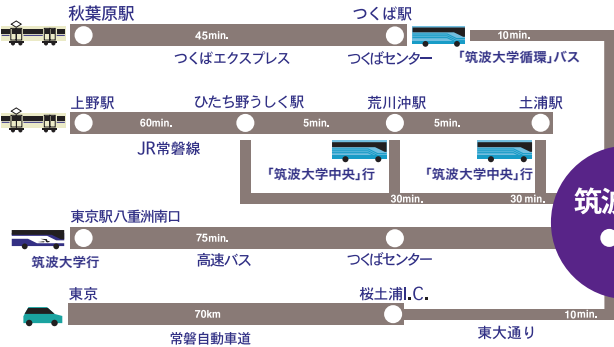 秋葉原駅
つくば駅
45min.
10min.
つくばエクスプレス
つくばセンター
「筑波大学循環」バス
上野駅
ひたち野うしく駅
荒川沖駅
土浦駅
60min.
5min.
5min.
JR常磐線
「筑波大学中央」行
「筑波大学中央」行
30min.
30min.
筑波
東京駅八重洲南口
75min.
筑波大学行
高速バス
つくばセンター
東京
桜土浦I.C.
70km
10min.
常磐自動車道
東大通り